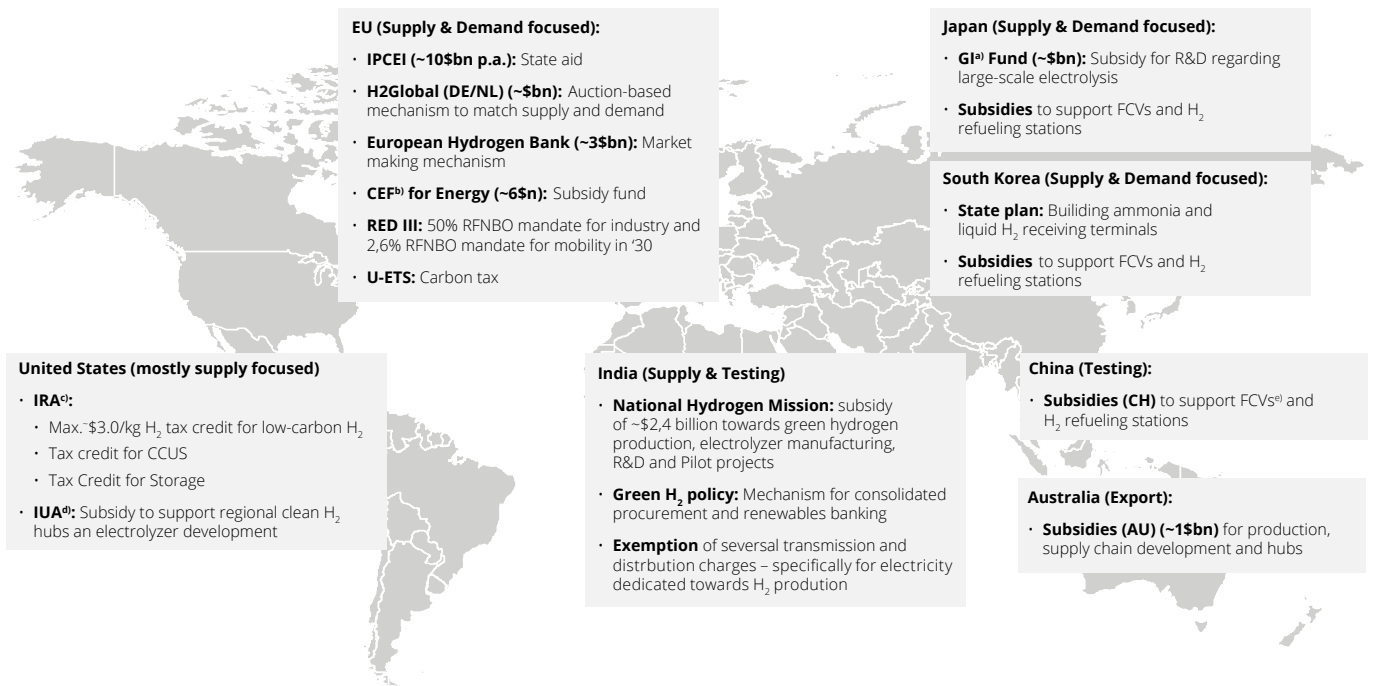 EU (Supply & Demand focused):
· IPCEI (~10$bn p.a.): State aid
· H2Global (DE/NL) (~$bn): Auction-based
mechanism to match supply and demand
· European Hydrogen Bank (~3$bn): Market
making mechanism
· CEFb) for Energy (~6$n): Subsidy fund
· RED III: 50% RFNBO mandate for industry and
2,6% RFNBO mandate for mobility in ‘30
· U-ETS: Carbon tax
Japan (Supply & Demand focused):
· GIa) Fund (~$bn): Subsidy for R&D regarding
large-scale electrolysis
· Subsidies to support FCVs and H2
refueling stations
South Korea (Supply & Demand focused):
· State plan: Builiding ammonia and
liquid H2 receiving terminals
· Subsidies to support FCVs and H2
refueling stations
United States (mostly supply focused)
· IRAc):
· Max.~$3.0/kg H2 tax credit for low-carbon H2
· Tax credit for CCUS
· Tax Credit for Storage
· IUAd): Subsidy to support regional clean H2
hubs an electrolyzer development
India (Supply & Testing)
· National Hydrogen Mission: subsidy
of ~$2,4 billion towards green hydrogen
production, electrolyzer manufacturing,
R&D and Pilot projects
· Green H2 policy: Mechanism for consolidated
procurement and renewables banking
· Exemption of seversal transmission and
distrbution charges – specifically for electricity
dedicated towards H2 prodution
China (Testing):
· Subsidies (CH) to support FCVse) and
H2 refueling stations
Australia (Export):
· Subsidies (AU) (~1$bn) for production,
supply chain development and hubs